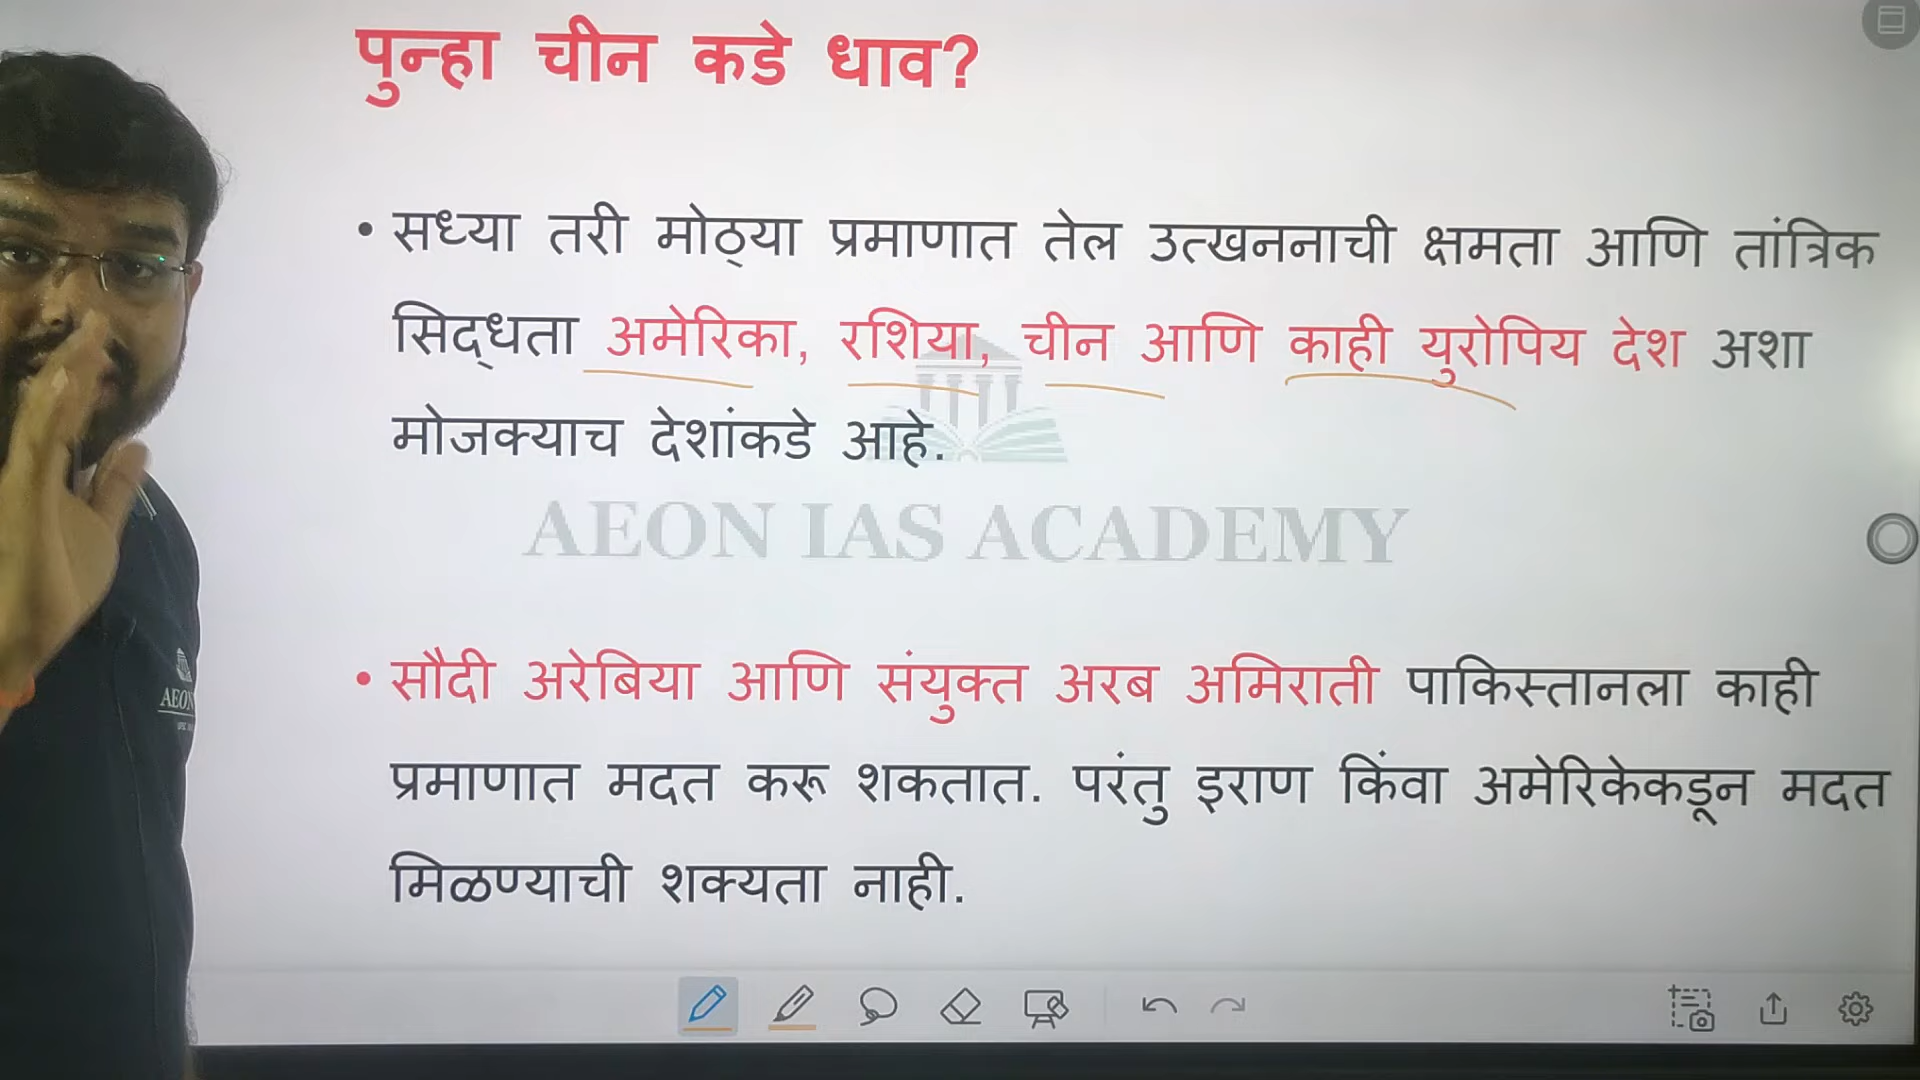 पुन्हा चीन कडे धाव?
• सध्या तरी मोठ्या प्रमाणात तेल उत्खननाची क्षमता आणि तांत्रिक
सिद्धता अमेरिका, रशिया, चीन आणि काही युरोपिय देश अशा
मोजक्याच देशांकडे आहे.
AEON IAS ACADEMY
• सौदी अरेबिया आणि संयुक्त अरब अमिराती पाकिस्तानला काही
प्रमाणात मदत करू शकतात. परंतु इराण किंवा अमेरिकेकडून मदत
मिळण्याची शक्यता नाही.
AEON